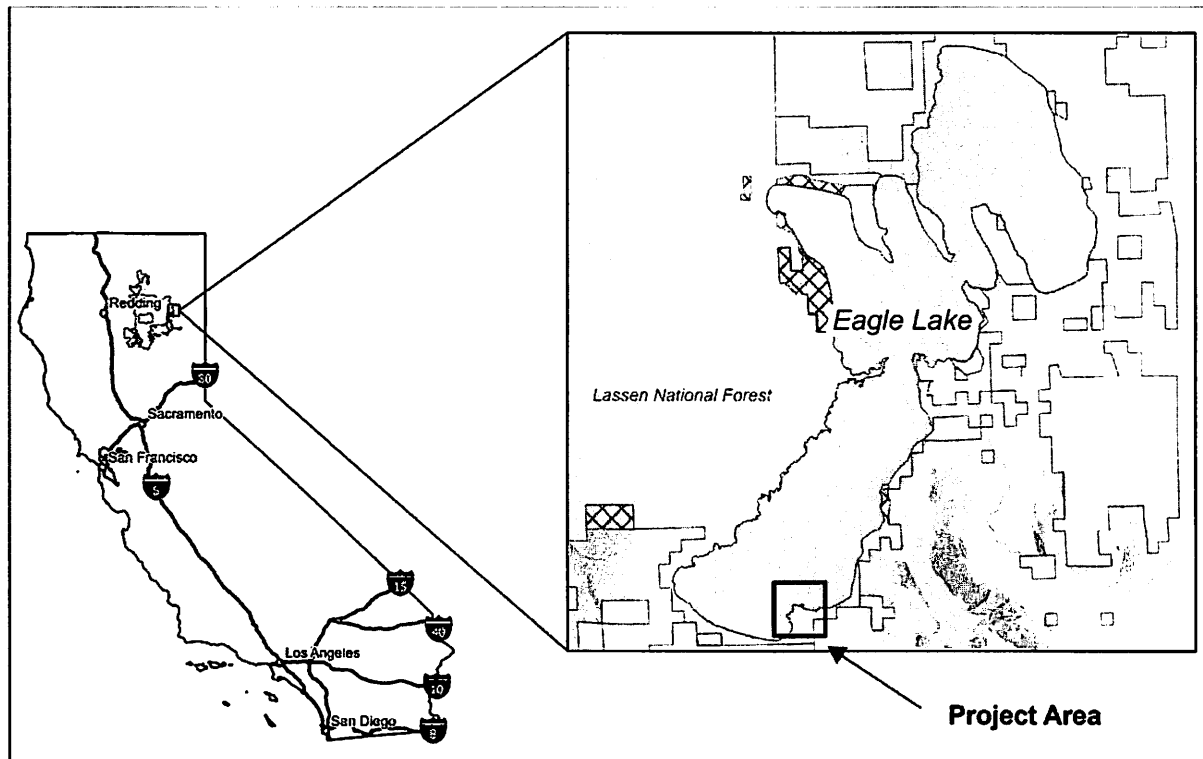 Eagle Lake
Lassen National Forest
Redding
80
Sacramento
San Francisco
5
15
40
Los Angeles
10
San Diego
8
Project Area